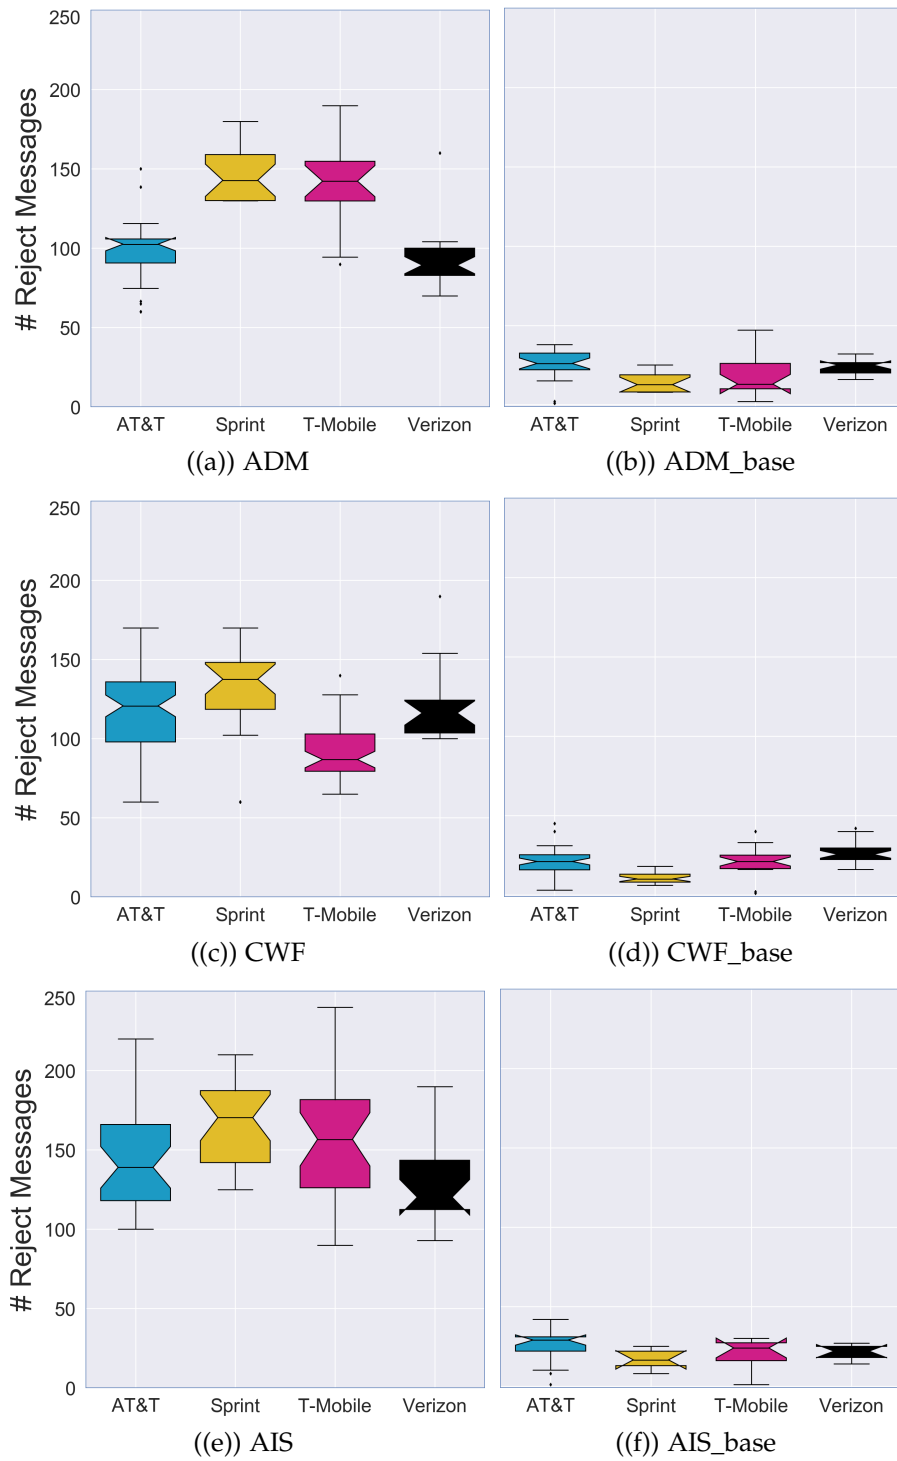 250
200
150
100
50
0
# Reject Messages
AT&T Sprint T-Mobile Verizon
((a)) ADM
AT&T Sprint T-Mobile Verizon
((b)) ADM_base
250
200
150
100
50
0
# Reject Messages
AT&T Sprint T-Mobile Verizon
((c)) CWF
AT&T Sprint T-Mobile Verizon
((d)) CWF_base
250
200
150
100
50
0
# Reject Messages
AT&T Sprint T-Mobile Verizon
((e)) AIS
AT&T Sprint T-Mobile Verizon
((f)) AIS_base